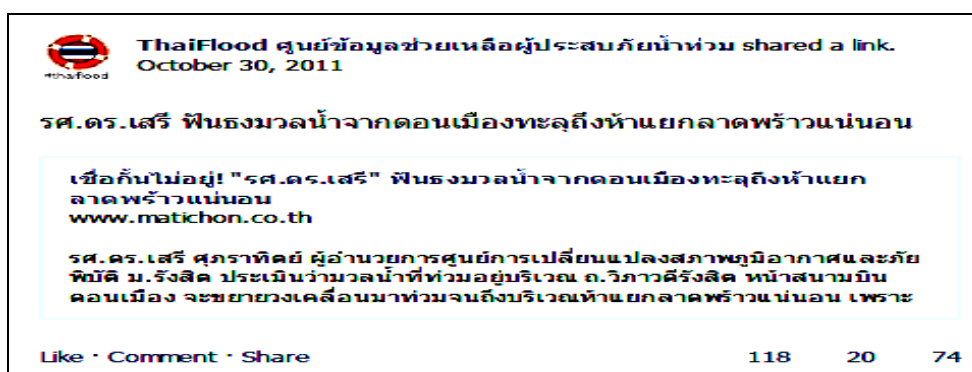 ThaiFlood ศูนย์ข้อมูลช่วยเหลือผู้ประสบภัยน้ำท่วม shared a link.
October 30, 2011
#thaiflood
รศ.ดร.เสรี ฟันธงมวลน้ำจากดอนเมืองทะลุถึงห้าแยกลาดพร้าวแน่นอน
เชื่อกั้นไม่อยู่! "รศ.ดร.เสรี" ฟันธงมวลน้ำจากดอนเมืองทะลุถึงห้าแยก
ลาดพร้าวแน่นอน
www.matichon.co.th
รศ.ดร.เสรี ศุภราทิตย์ ผู้อำนวยการศูนย์การเปลี่ยนแปลงสภาพภูมิอากาศและภัย
พิบัติ ม.รังสิต ประเมินว่ามวลน้ำที่ท่วมอยู่บริเวณ ถ.วิภาวดีรังสิต หน้าสนามบิน
ดอนเมือง จะขยายวงเคลื่อนมาท่วมจนถึงบริเวณห้าแยกลาดพร้าวแน่นอน เพราะ
Like · Comment · Share 118 20 74